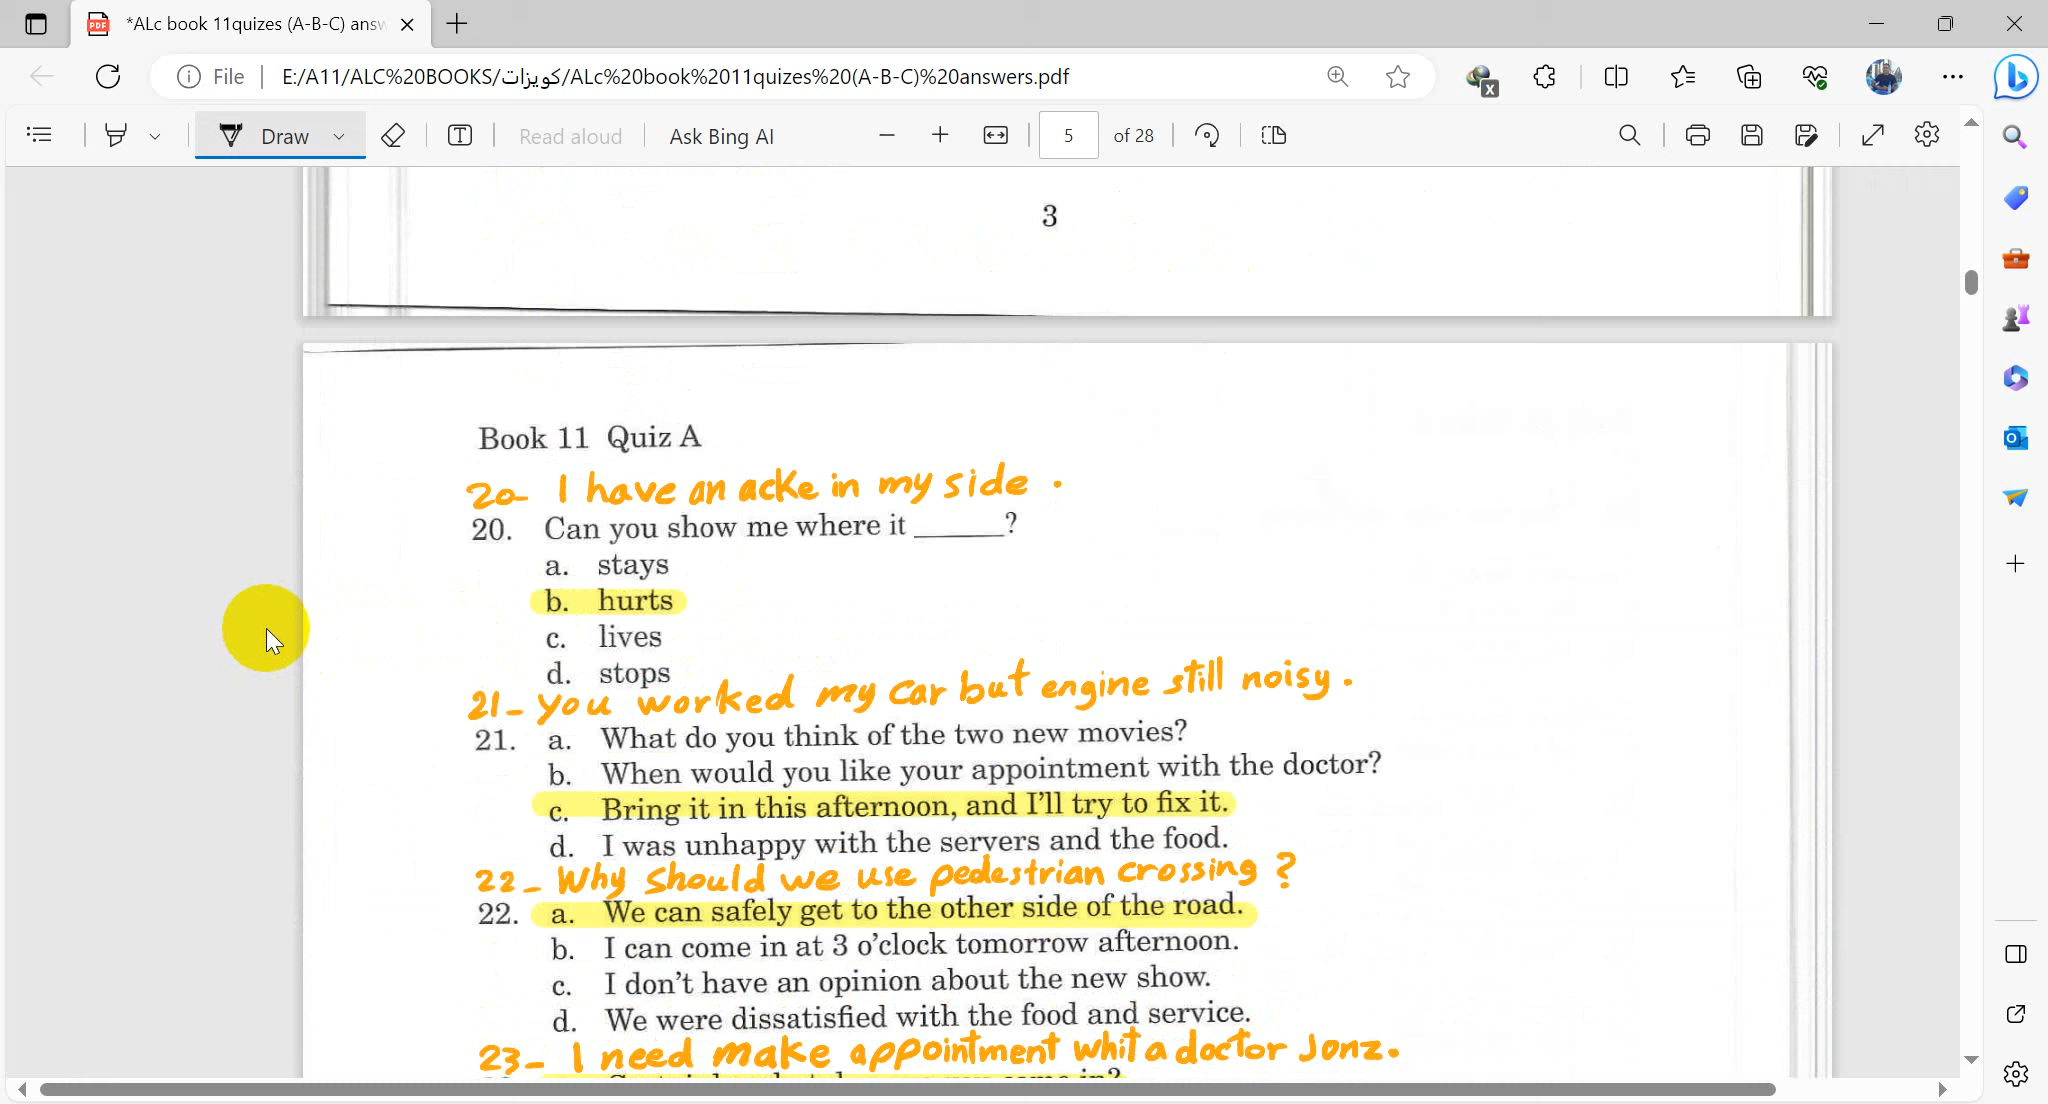 *ALc book 11quizes (A-B-C) answ
File
E:/A11/ALC%20BOOKS/كويزات/ALc%20book%2011quizes%20(A-B-C)%20answers.pdf
X
Draw
Read aloud
Ask Bing AI
5 of 28
3
Book 11 Quiz A
20- I have an acke in my side .
20. Can you show me where it ______?
a. stays
b. hurts
c. lives
d. stops
21- you worked my car but engine still noisy.
21. a. What do you think of the two new movies?
b. When would you like your appointment with the doctor?
c. Bring it in this afternoon, and I'll try to fix it.
d. I was unhappy with the servers and the food.
22- Why should we use pedestrian crossing ?
22. a. We can safely get to the other side of the road.
b. I can come in at 3 o'clock tomorrow afternoon.
c. I don't have an opinion about the new show.
d. We were dissatisfied with the food and service.
23- I need make appointment whit a doctor Jonz.